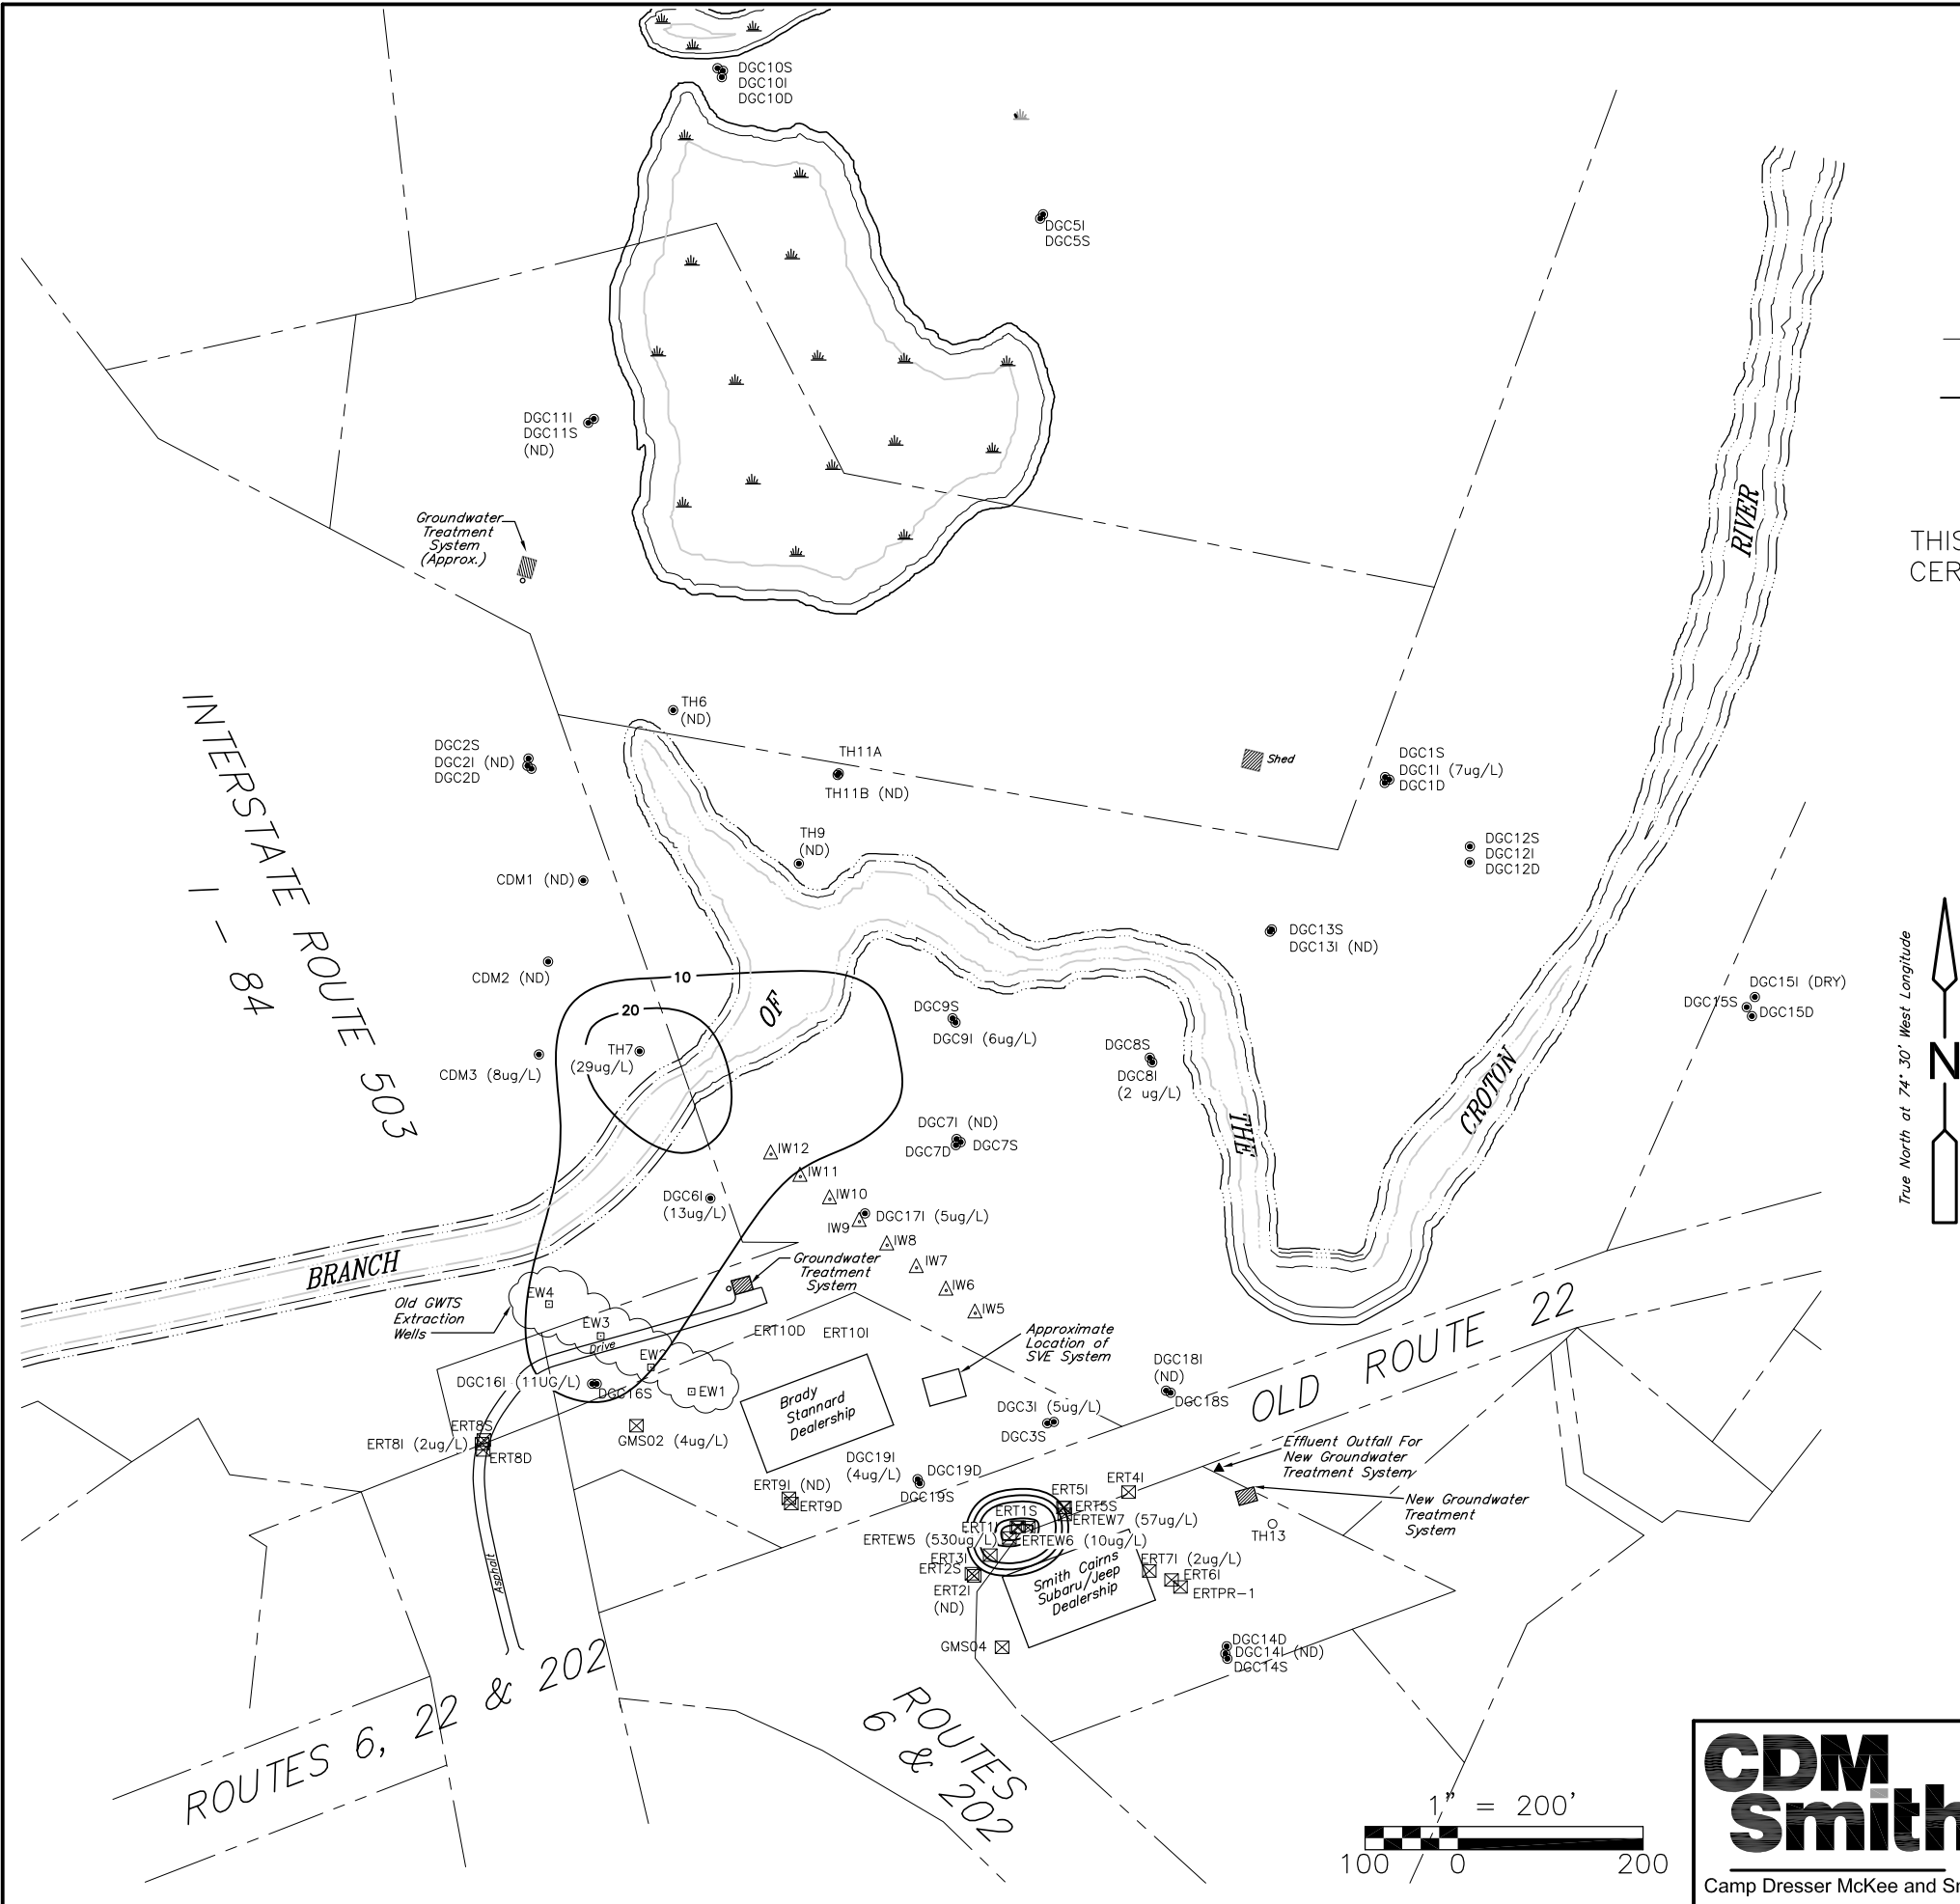 DGC10S
DGC10I
DGC10D
DGC5I
DGC5S
DGC11I
DGC11S
(ND)
Groundwater
Treatment
System
(Approx.)
RIVER
THIS
CER
INTERSTATE ROUTE 503
I - 84
TH6
(ND)
DGC2S
DGC2I (ND)
DGC2D
TH11A
TH11B (ND)
Shed
DGC1S
DGC1I (7ug/L)
DGC1D
TH9
(ND)
DGC12S
DGC12I
DGC12D
CDM1 (ND)
DGC13S
DGC13I (ND)
CDM2 (ND)
10
20
OF
DGC9S
DGC9I (6ug/L)
DGC15I (DRY)
DGC15S
DGC15D
True North at 74° 30' West Longitude
N
TH7
(29ug/L)
CDM3 (8ug/L)
DGC8S
DGC8I
(2 ug/L)
CROTON
THE
DGC7I (ND)
DGC7D
DGC7S
IW12
IW11
IW10
DGC6I
(13ug/L)
IW9
DGC17I (5ug/L)
IW8
IW7
IW6
IW5
BRANCH
Groundwater
Treatment
System
Old GWTS
Extraction
Wells
EW4
EW3
Drive
EW2
EW1
ERT10D
ERT10I
Approximate
Location of
SVE System
DGC16I (11UG/L)
DGC16S
Brady
Stannard
Dealership
DGC18I
(ND)
DGC18S
OLD ROUTE 22
DGC3I (5ug/L)
DGC3S
ERT8S
ERT8I (2ug/L)
ERT8D
GMS02 (4ug/L)
Effluent Outfall For
New Groundwater
Treatment System
DGC19I
(4ug/L)
DGC19D
DGC19S
ERT9I (ND)
ERT9D
ERT5I
ERT4I
ERT5S
ERTEW7 (57ug/L)
New Groundwater
Treatment
System
TH13
ERT1S
ERT1I
ERTEW5 (530ug/L)
ERTEW6 (10ug/L)
ERT3I
ERT2S
ERT2I
(ND)
Smith Cairns
Subaru/Jeep
Dealership
ERT7I (2ug/L)
ERT6I
ERTPR-1
Asphalt
GMS04
DGC14D
DGC14I (ND)
DGC14S
ROUTES 6, 22 & 202
ROUTES
6 & 202
1" = 200'
100 0 200
CDM
Smith
Camp Dresser McKee and Sm